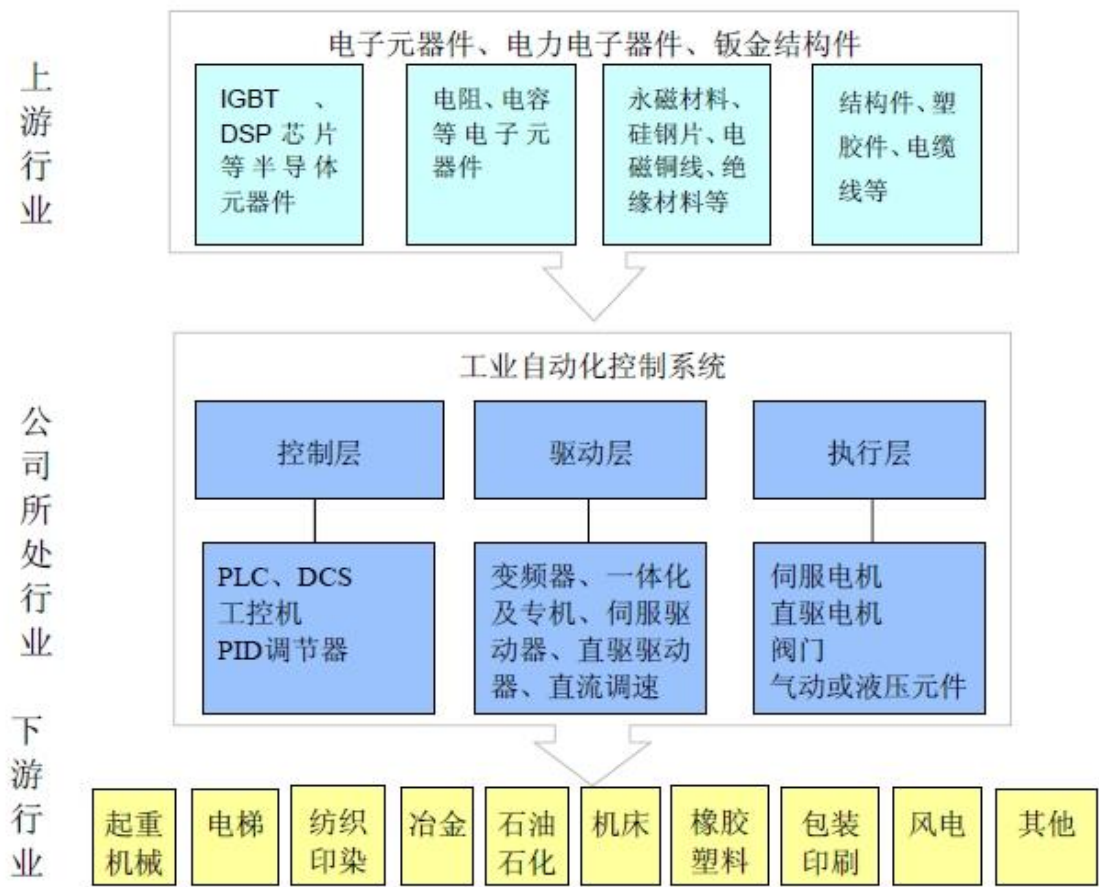 上游行业
电子元器件、电力电子器件、钣金结构件
IGBT 、
DSP 芯片
等半导体
元器件
电阻、电容
等电子元
器件
永磁材料、
硅钢片、电
磁铜线、绝
缘材料等
结构件、塑
胶件、电缆
线等
公司所处行业
工业自动化控制系统
控制层
驱动层
执行层
PLC、DCS
工控机
PID调节器
变频器、一体化
及专机、伺服驱
动器、直驱驱动
器、直流调速
伺服电机
直驱电机
阀门
气动或液压元件
下游行业
起重
机械
电梯
纺织
印染
冶金
石油
石化
机床
橡胶
塑料
包装
印刷
风电
其他